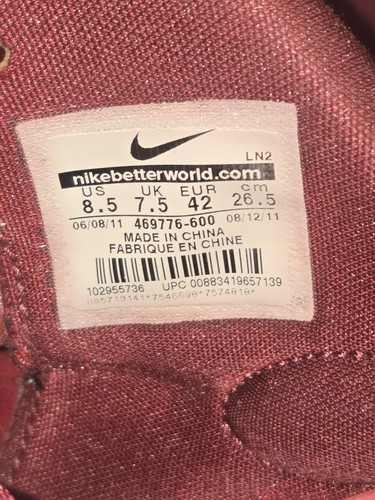 LN2
nikebetterworld.com
US UK EUR cm
8.5 7.5 42 26.5
06/08/11 469776-600 08/12/11
MADE IN CHINA
FABRIQUE EN CHINE
102955736 UPC 00883419657139